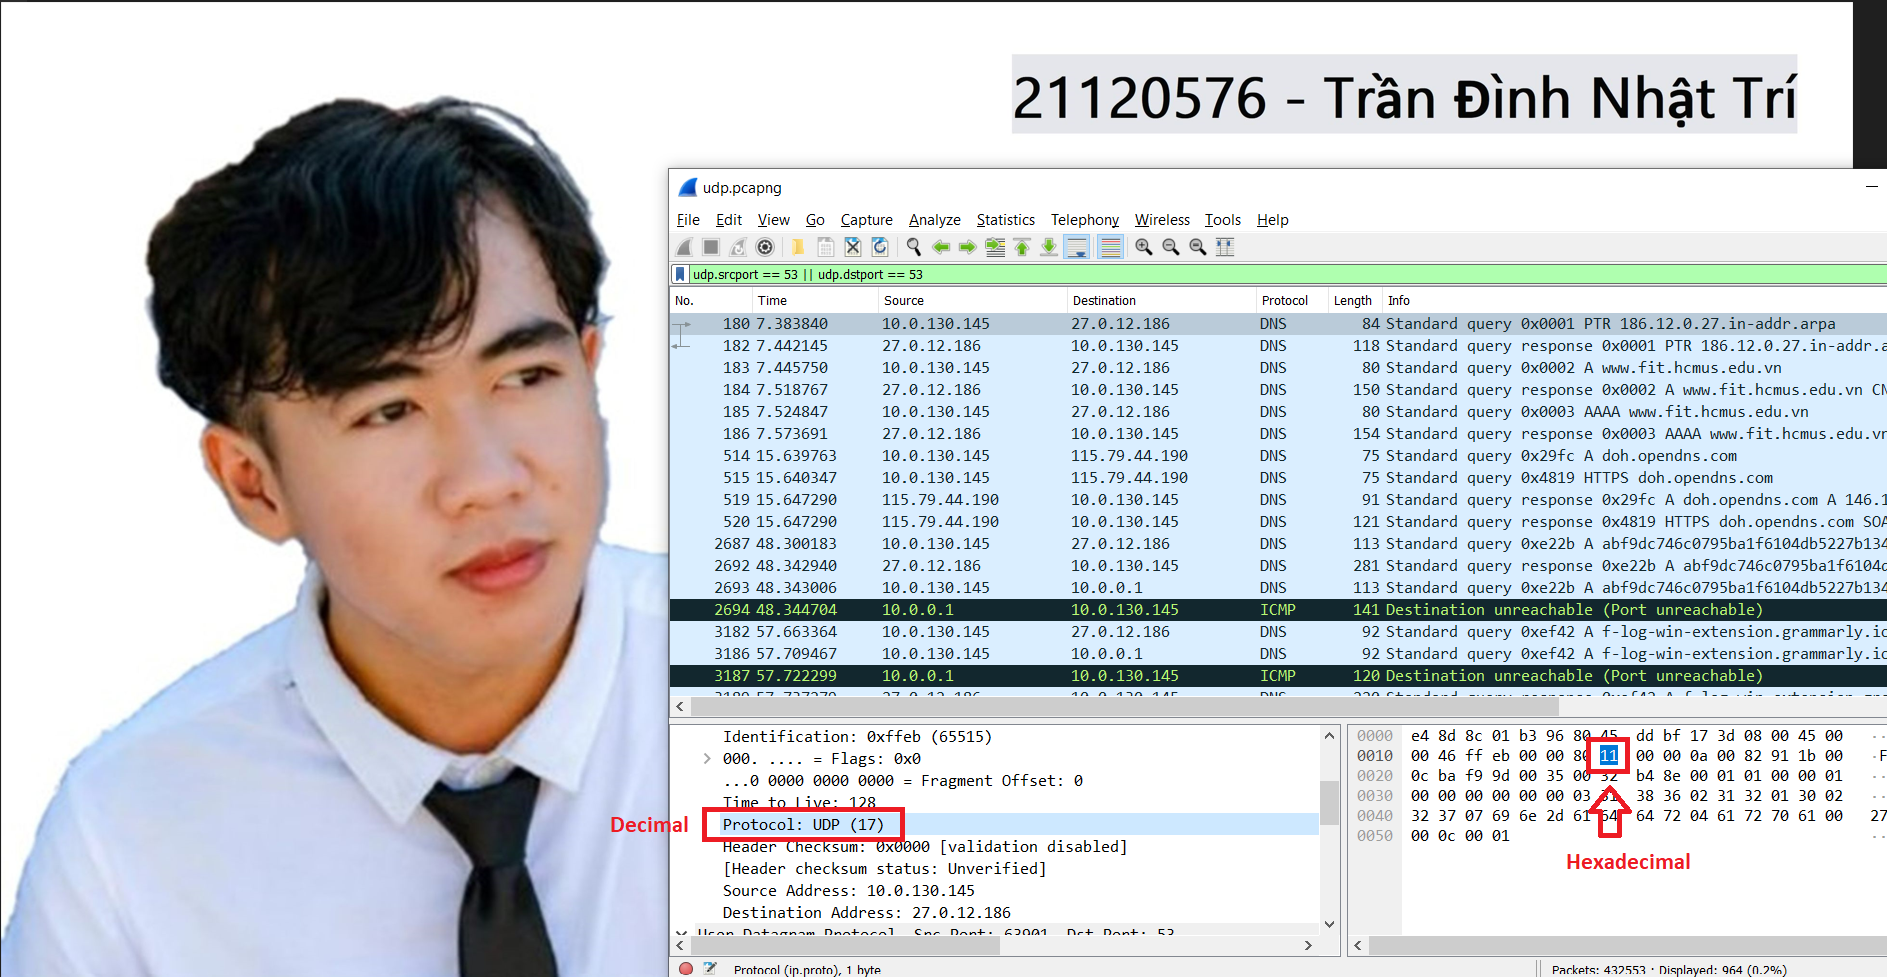 21120576 - Trần Đình Nhật Trí
udp.pcapng
File Edit View Go Capture Analyze Statistics Telephony Wireless Tools Help
udp.srcport == 53 || udp.dstport == 53
No. Time Source Destination Protocol Length Info
180 7.383840 10.0.130.145 27.0.12.186 DNS 84 Standard query 0x0001 PTR 186.12.0.27.in-addr.arpa
182 7.442145 27.0.12.186 10.0.130.145 DNS 118 Standard query response 0x0001 PTR 186.12.0.27.in-addr.a
183 7.445750 10.0.130.145 27.0.12.186 DNS 80 Standard query 0x0002 A www.fit.hcmus.edu.vn
184 7.518767 27.0.12.186 10.0.130.145 DNS 150 Standard query response 0x0002 A www.fit.hcmus.edu.vn CN
185 7.524847 10.0.130.145 27.0.12.186 DNS 80 Standard query 0x0003 AAAA www.fit.hcmus.edu.vn
186 7.573691 27.0.12.186 10.0.130.145 DNS 154 Standard query response 0x0003 AAAA www.fit.hcmus.edu.vn
514 15.639763 10.0.130.145 115.79.44.190 DNS 75 Standard query 0x29fc A doh.opendns.com
515 15.640347 10.0.130.145 115.79.44.190 DNS 75 Standard query 0x4819 HTTPS doh.opendns.com
519 15.647290 115.79.44.190 10.0.130.145 DNS 91 Standard query response 0x29fc A doh.opendns.com A 146.1
520 15.647290 115.79.44.190 10.0.130.145 DNS 121 Standard query response 0x4819 HTTPS doh.opendns.com SOA
2687 48.300183 10.0.130.145 27.0.12.186 DNS 113 Standard query 0xe22b A abf9dc746c0795ba1f6104db5227b134
2692 48.342940 27.0.12.186 10.0.130.145 DNS 281 Standard query response 0xe22b A abf9dc746c0795ba1f6104d
2693 48.343006 10.0.130.145 10.0.0.1 DNS 113 Standard query 0xe22b A abf9dc746c0795ba1f6104db5227b134
2694 48.344704 10.0.0.1 10.0.130.145 ICMP 141 Destination unreachable (Port unreachable)
3182 57.663364 10.0.130.145 27.0.12.186 DNS 92 Standard query 0xef42 A f-log-win-extension.grammarly.ic
3186 57.709467 10.0.130.145 10.0.0.1 DNS 92 Standard query 0xef42 A f-log-win-extension.grammarly.ic
3187 57.722299 10.0.0.1 10.0.130.145 ICMP 120 Destination unreachable (Port unreachable)
Identification: 0xffeb (65515)
000. .... = Flags: 0x0
...0 0000 0000 0000 = Fragment Offset: 0
Time to Live: 128
Decimal
Protocol: UDP (17)
Header Checksum: 0x0000 [validation disabled]
[Header checksum status: Unverified]
Source Address: 10.0.130.145
Destination Address: 27.0.12.186
User Datagram Protocol, Src Port: 63901, Dst Port: 53
0000 e4 8d 8c 01 b3 96 80 45 dd bf 17 3d 08 00 45 00 ··
0010 00 46 ff eb 00 00 80 11 00 00 0a 00 82 91 1b 00 ·F
0020 0c ba f9 9d 00 35 00 32 b4 8e 00 01 01 00 00 01 ··
0030 00 00 00 00 00 00 03 31 38 36 02 31 32 01 30 02 ··
0040 32 37 07 69 6e 2d 61 64 64 72 04 61 72 70 61 00 27
0050 00 0c 00 01 ··
Hexadecimal
Protocol (ip.proto), 1 byte
Packets: 432553 · Displayed: 964 (0.2%)